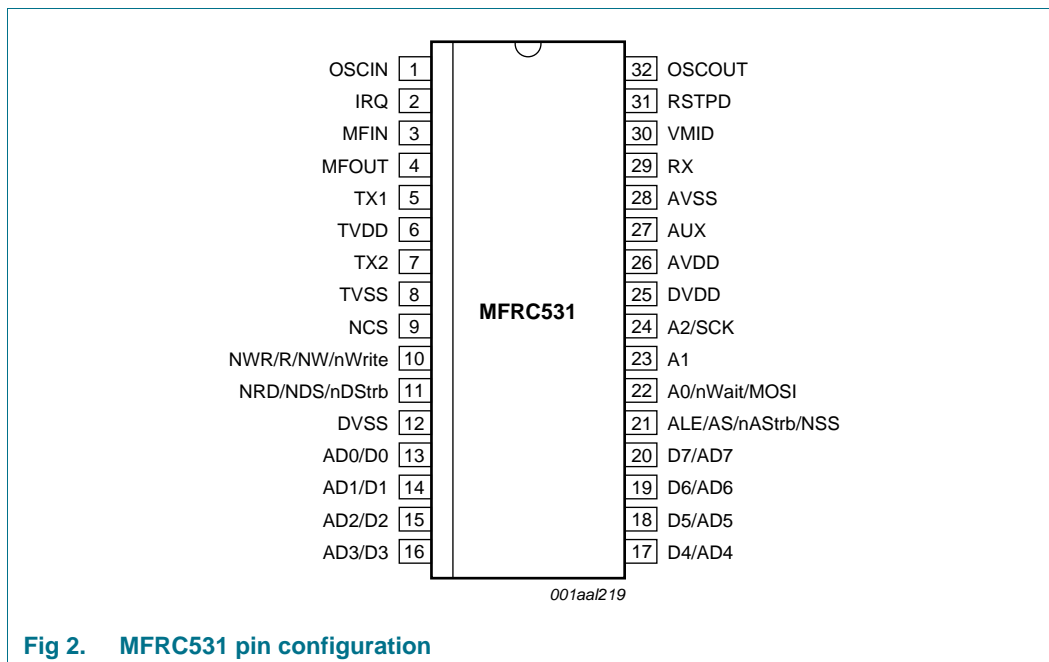 OSCIN 1 32 OSCOUT
IRQ 2 31 RSTPD
MFIN 3 30 VMID
MFOUT 4 29 RX
TX1 5 28 AVSS
TVDD 6 27 AUX
TX2 7 26 AVDD
TVSS 8 25 DVDD
MFRC531
NCS 9 24 A2/SCK
NWR/R/NW/nWrite 10 23 A1
NRD/NDS/nDStrb 11 22 A0/nWait/MOSI
DVSS 12 21 ALE/AS/nAStrb/NSS
AD0/D0 13 20 D7/AD7
AD1/D1 14 19 D6/AD6
AD2/D2 15 18 D5/AD5
AD3/D3 16 17 D4/AD4
001aal219
Fig 2. MFRC531 pin configuration